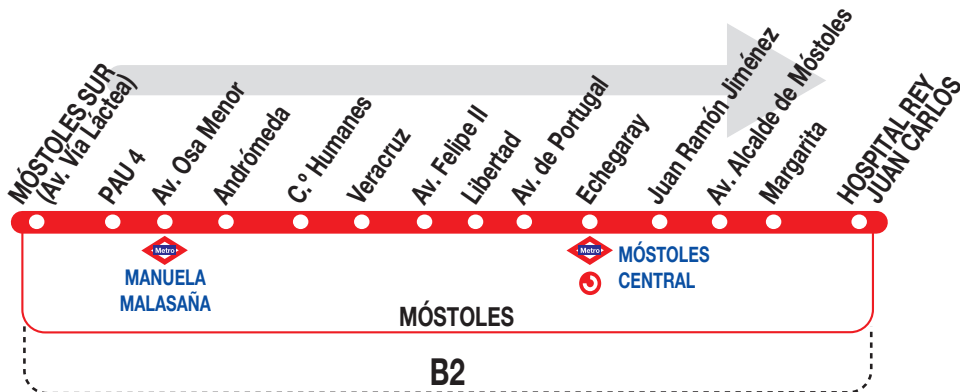 MÓSTOLES SUR
(Av. Vía Láctea)
PAU 4
Av. Osa Menor
Andrómeda
C.º Humanes
Veracruz
Av. Felipe II
Libertad
Av. de Portugal
Echegaray
Juan Ramón Jiménez
Av. Alcalde de Móstoles
Margarita
HOSPITAL REY
JUAN CARLOS
Metro
MANUELA
MALASAÑA
Metro
MÓSTOLES
CENTRAL
MÓSTOLES
B2